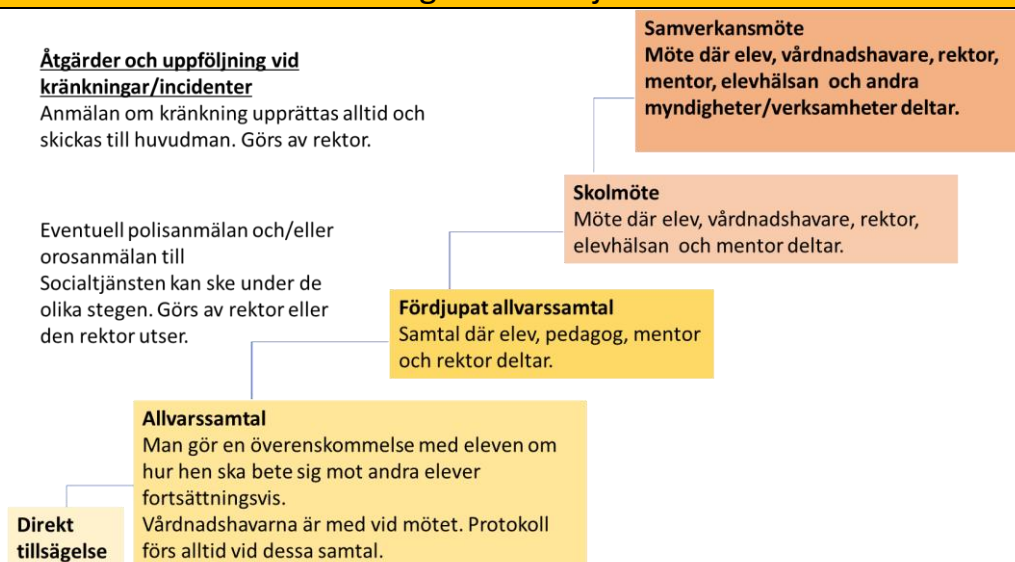 Åtgärder och uppföljning vid
kränkningar/incidenter
Anmälan om kränkning upprättas alltid och
skickas till huvudman. Görs av rektor.
Eventuell polisanmälan och/eller
orosanmälan till
Socialtjänsten kan ske under de
olika stegen. Görs av rektor eller
den rektor utser.
Samverkansmöte
Möte där elev, vårdnadshavare, rektor,
mentor, elevhälsan och andra
myndigheter/verksamheter deltar.
Skolmöte
Möte där elev, vårdnadshavare, rektor,
elevhälsan och mentor deltar.
Fördjupat allvarssamtal
Samtal där elev, pedagog, mentor
och rektor deltar.
Allvarssamtal
Man gör en överenskommelse med eleven om
hur hen ska bete sig mot andra elever
fortsättningsvis.
Vårdnadshavarna är med vid mötet. Protokoll
förs alltid vid dessa samtal.
Direkt
tillsägelse